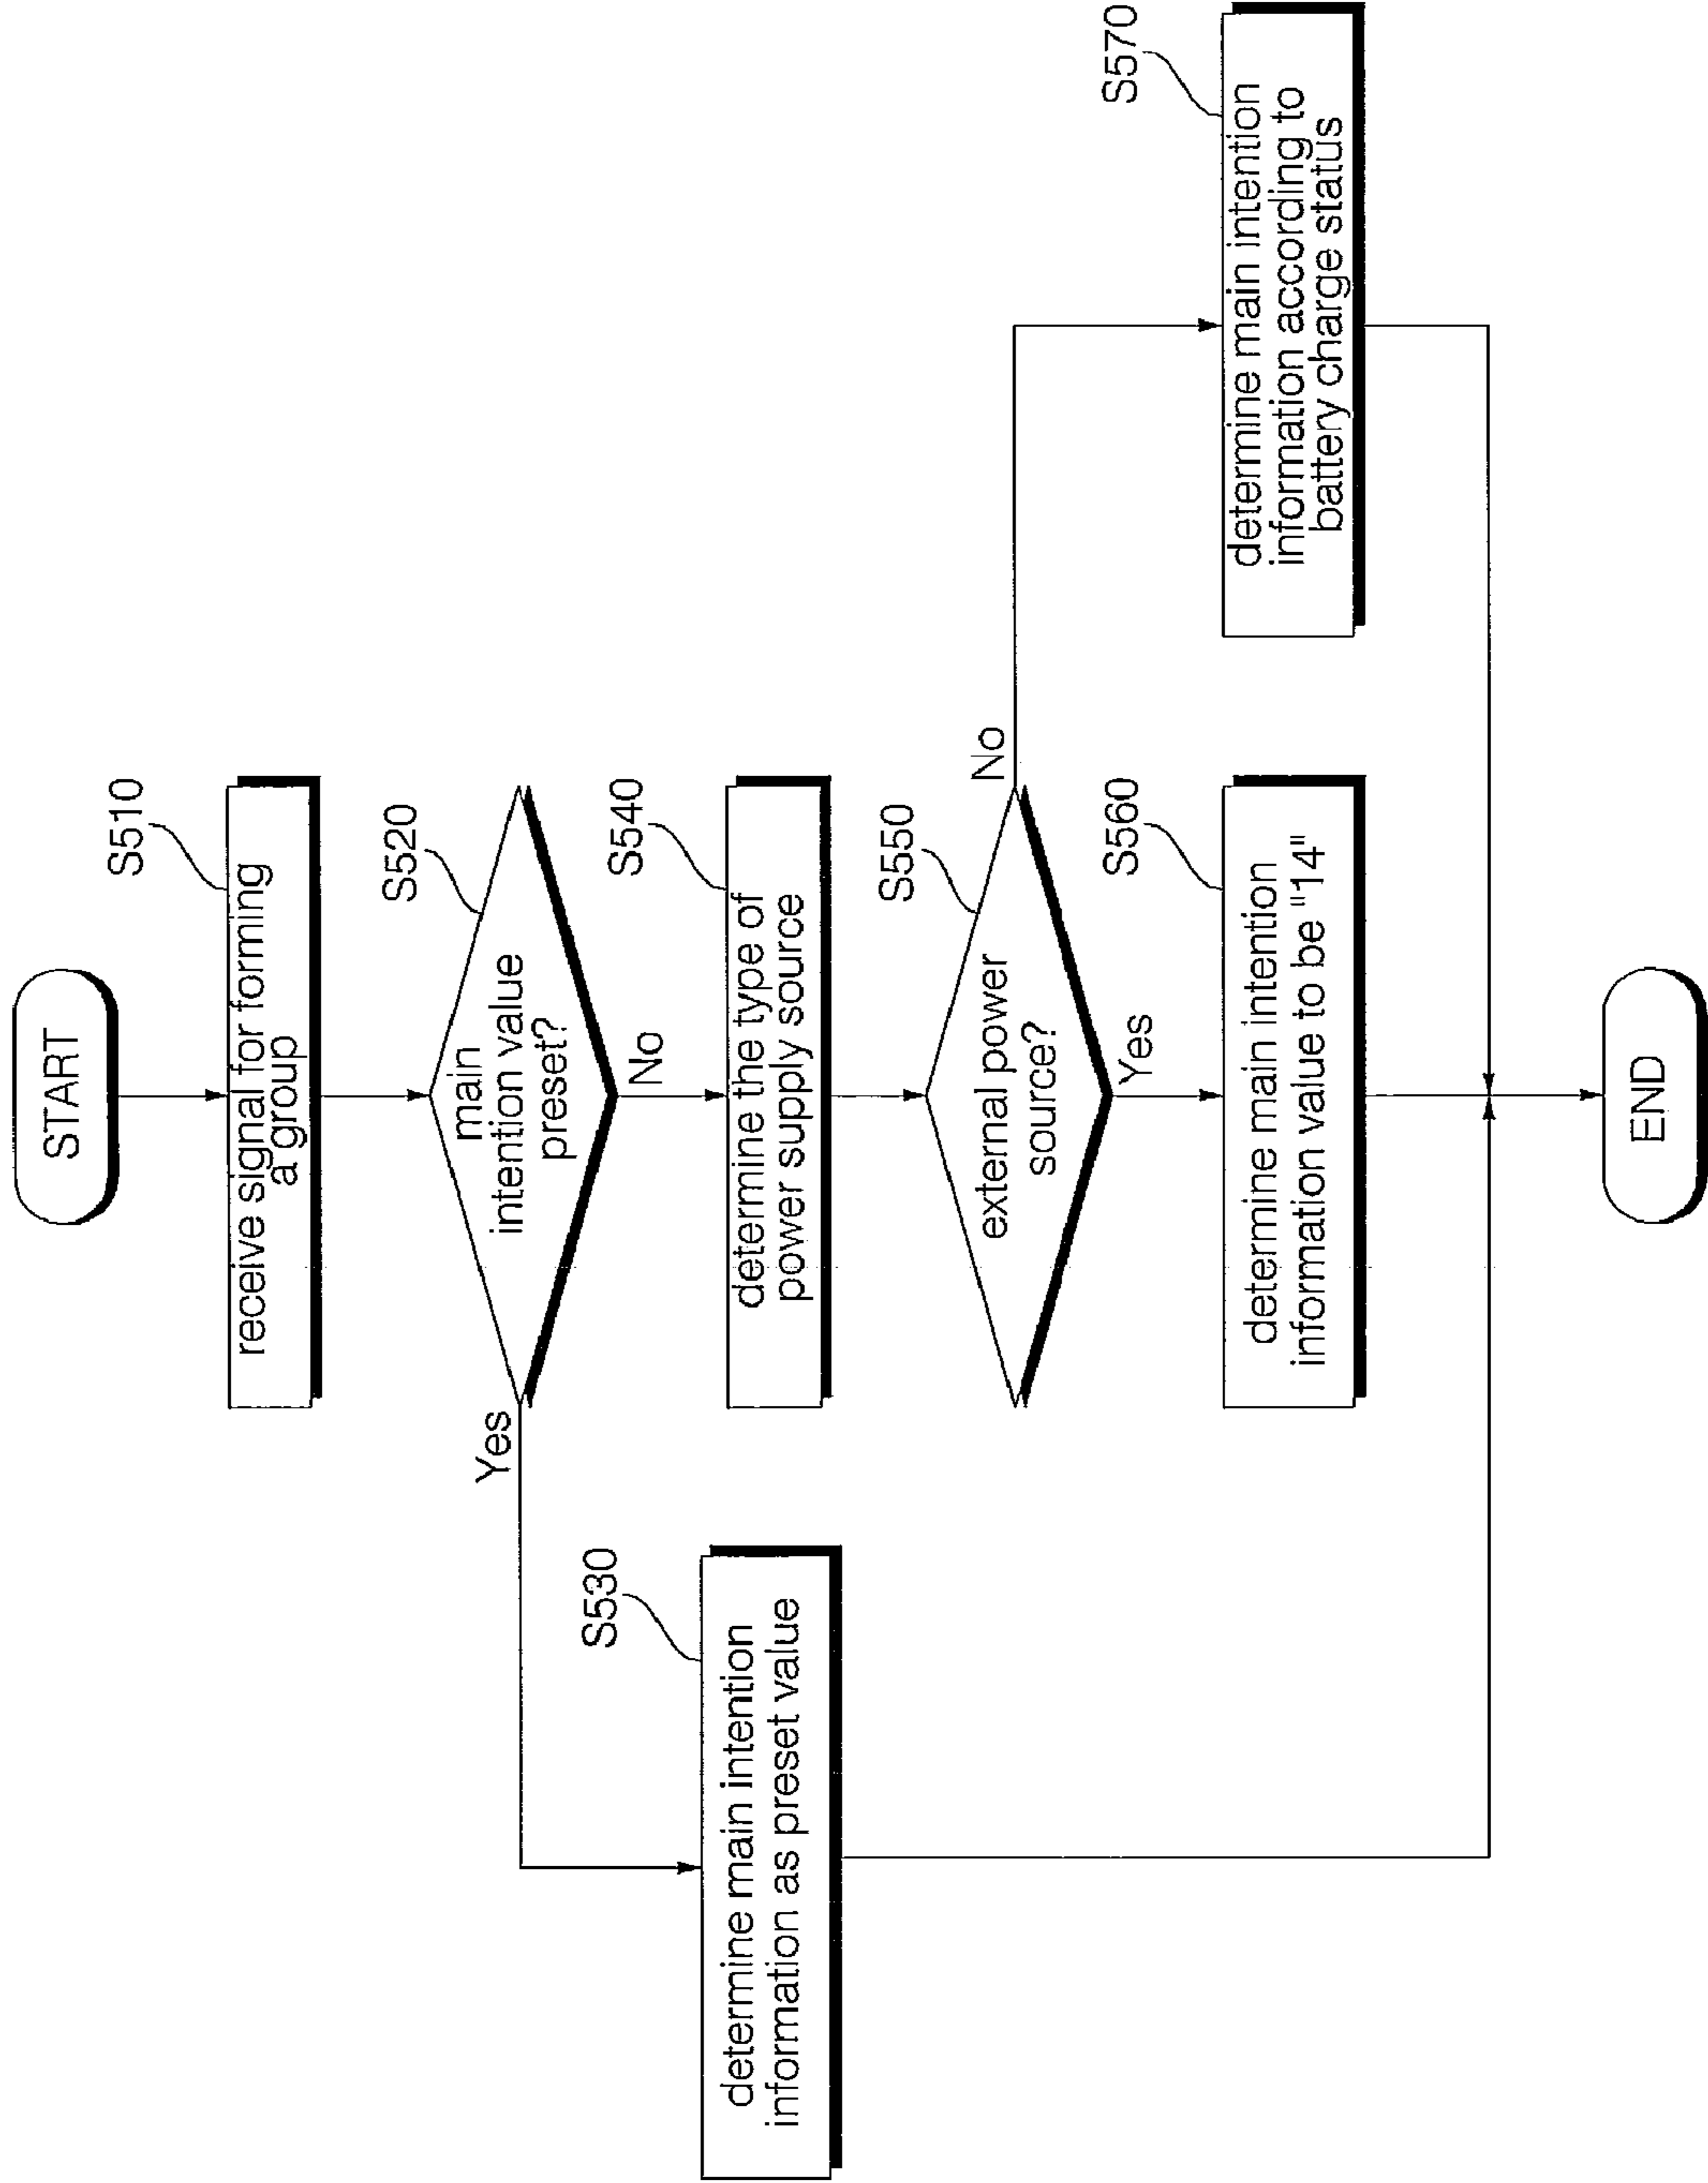 START
S510
receive signal for forming
a group
S520
main
intention value
preset?
Yes
No
S530
determine main intention
information as preset value
S540
determine the type of
power supply source
S550
external power
source?
No
Yes
S560
determine main intention
information value to be "14"
S570
determine main intention
information according to
battery charge status
END